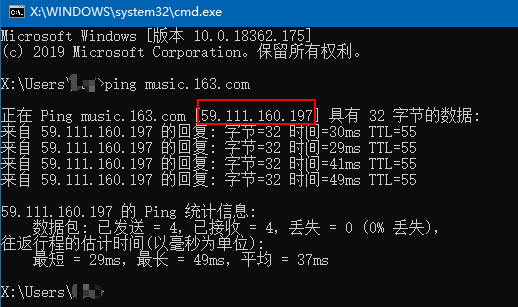 X:\WINDOWS\system32\cmd.exe
Microsoft Windows [版本 10.0.18362.175]
(c) 2019 Microsoft Corporation。保留所有权利。
X:\Users\>ping music.163.com
正在 Ping music.163.com [59.111.160.197] 具有 32 字节的数据:
来自 59.111.160.197 的回复: 字节=32 时间=30ms TTL=55
来自 59.111.160.197 的回复: 字节=32 时间=29ms TTL=55
来自 59.111.160.197 的回复: 字节=32 时间=41ms TTL=55
来自 59.111.160.197 的回复: 字节=32 时间=49ms TTL=55
59.111.160.197 的 Ping 统计信息:
数据包: 已发送 = 4, 已接收 = 4, 丢失 = 0 (0% 丢失),
往返行程的估计时间(以毫秒为单位):
最短 = 29ms, 最长 = 49ms, 平均 = 37ms
X:\Users\